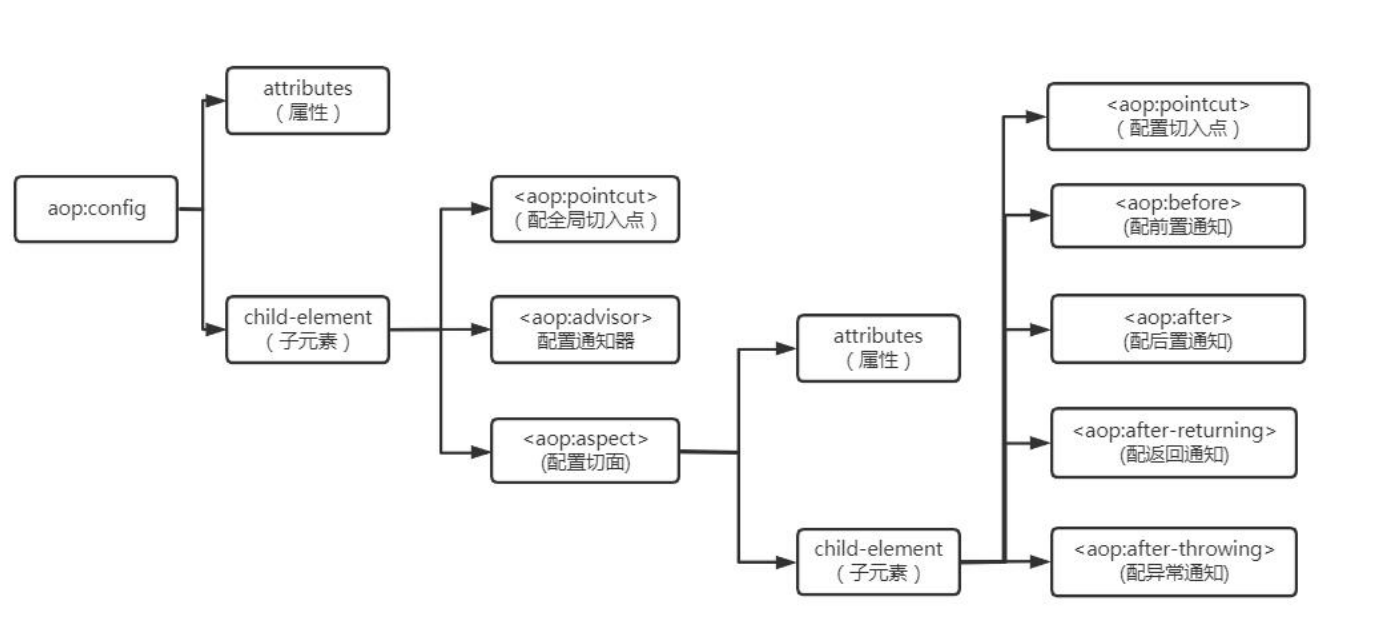 aop:config
attributes
（属性）
child-element
（子元素）
<aop:pointcut>
（配全局切入点）
<aop:advisor>
配置通知器
<aop:aspect>
(配置切面)
attributes
（属性）
child-element
（子元素）
<aop:pointcut>
（配置切入点）
<aop:before>
(配前置通知)
<aop:after>
(配后置通知)
<aop:after-returning>
(配返回通知)
<aop:after-throwing>
(配异常通知)